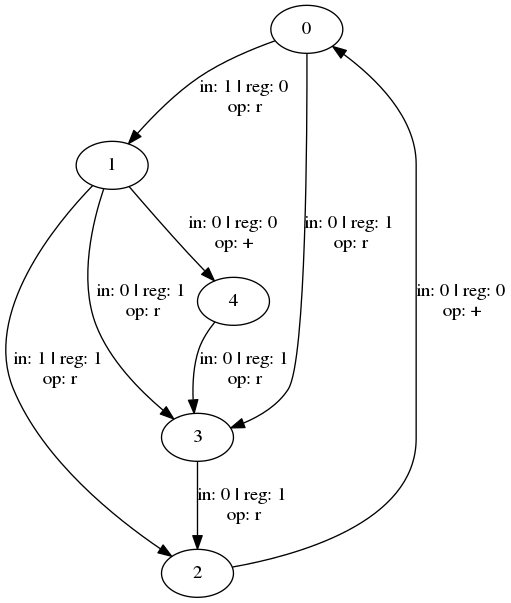 0
in: 1 | reg: 0
op: r
1
in: 0 | reg: 0
op: +
in: 0 | reg: 1
op: r
in: 0 | reg: 1
op: r
4
in: 0 | reg: 0
op: +
in: 1 | reg: 1
op: r
in: 0 | reg: 1
op: r
3
in: 0 | reg: 1
op: r
2